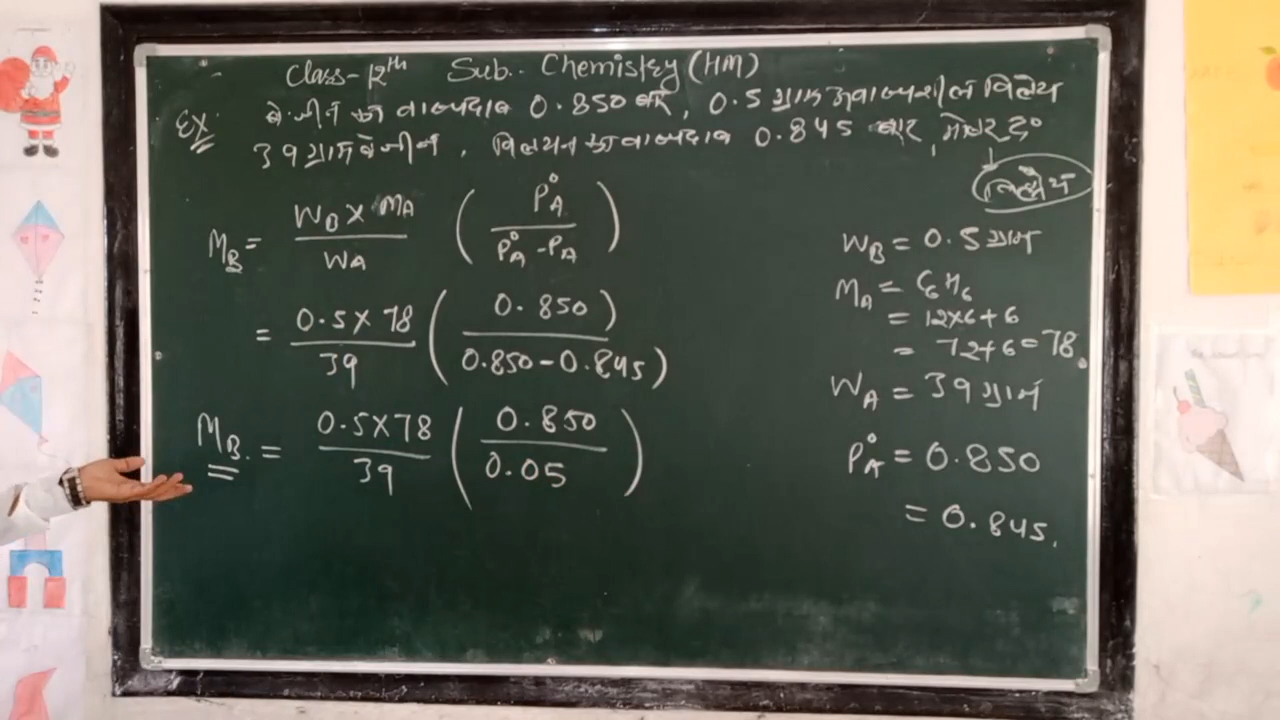 Class-12th Sub.. Chemistry (HM)
Ex. बेन्जीन का वाष्पदाब 0.850 बार, 0.5 ग्राम अवाष्पशील विलेय
39 ग्राम बेन्जीन, विलयन का वाष्पदाब 0.845 बार, मोलर द्र०
विलेय
M_B = W_B × M_A / W_A (P°_A / P°_A - P_A)
= 0.5 × 78 / 39 (0.850 / 0.850 - 0.845)
M_B. = 0.5 × 78 / 39 (0.850 / 0.05)
W_B = 0.5 ग्राम
M_A = C6H6
= 12×6+6
= 72+6=78.
W_A = 39 ग्राम
P°_A = 0.850
= 0.845.